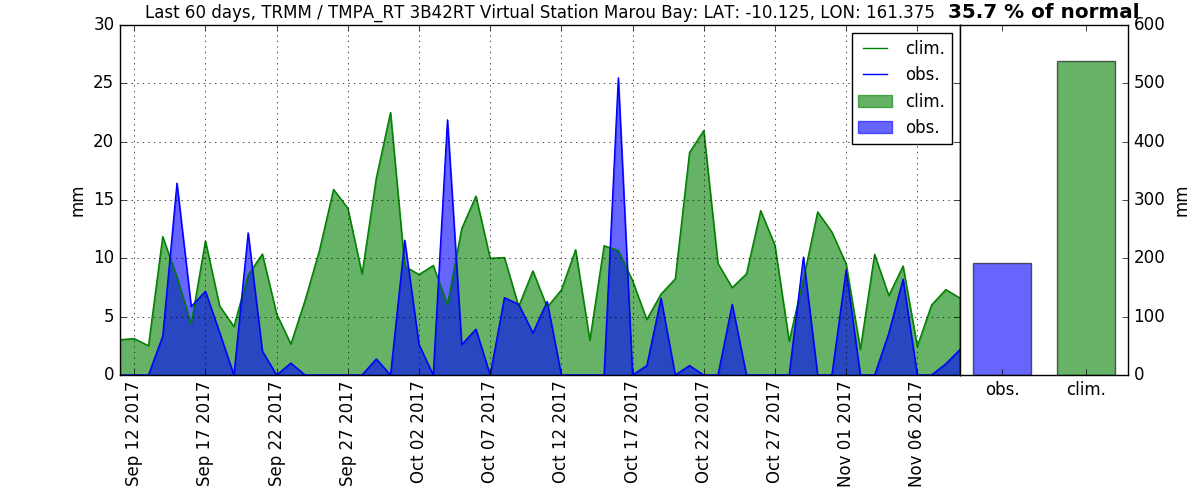 Last 60 days, TRMM / TMPA_RT 3B42RT Virtual Station Marou Bay: LAT: -10.125, LON: 161.375
35.7 % of normal
30
25
20
15
10
5
0
mm
clim.
obs.
clim.
obs.
600
500
400
300
200
100
0
mm
Sep 12 2017
Sep 17 2017
Sep 22 2017
Sep 27 2017
Oct 02 2017
Oct 07 2017
Oct 12 2017
Oct 17 2017
Oct 22 2017
Oct 27 2017
Nov 01 2017
Nov 06 2017
obs.
clim.